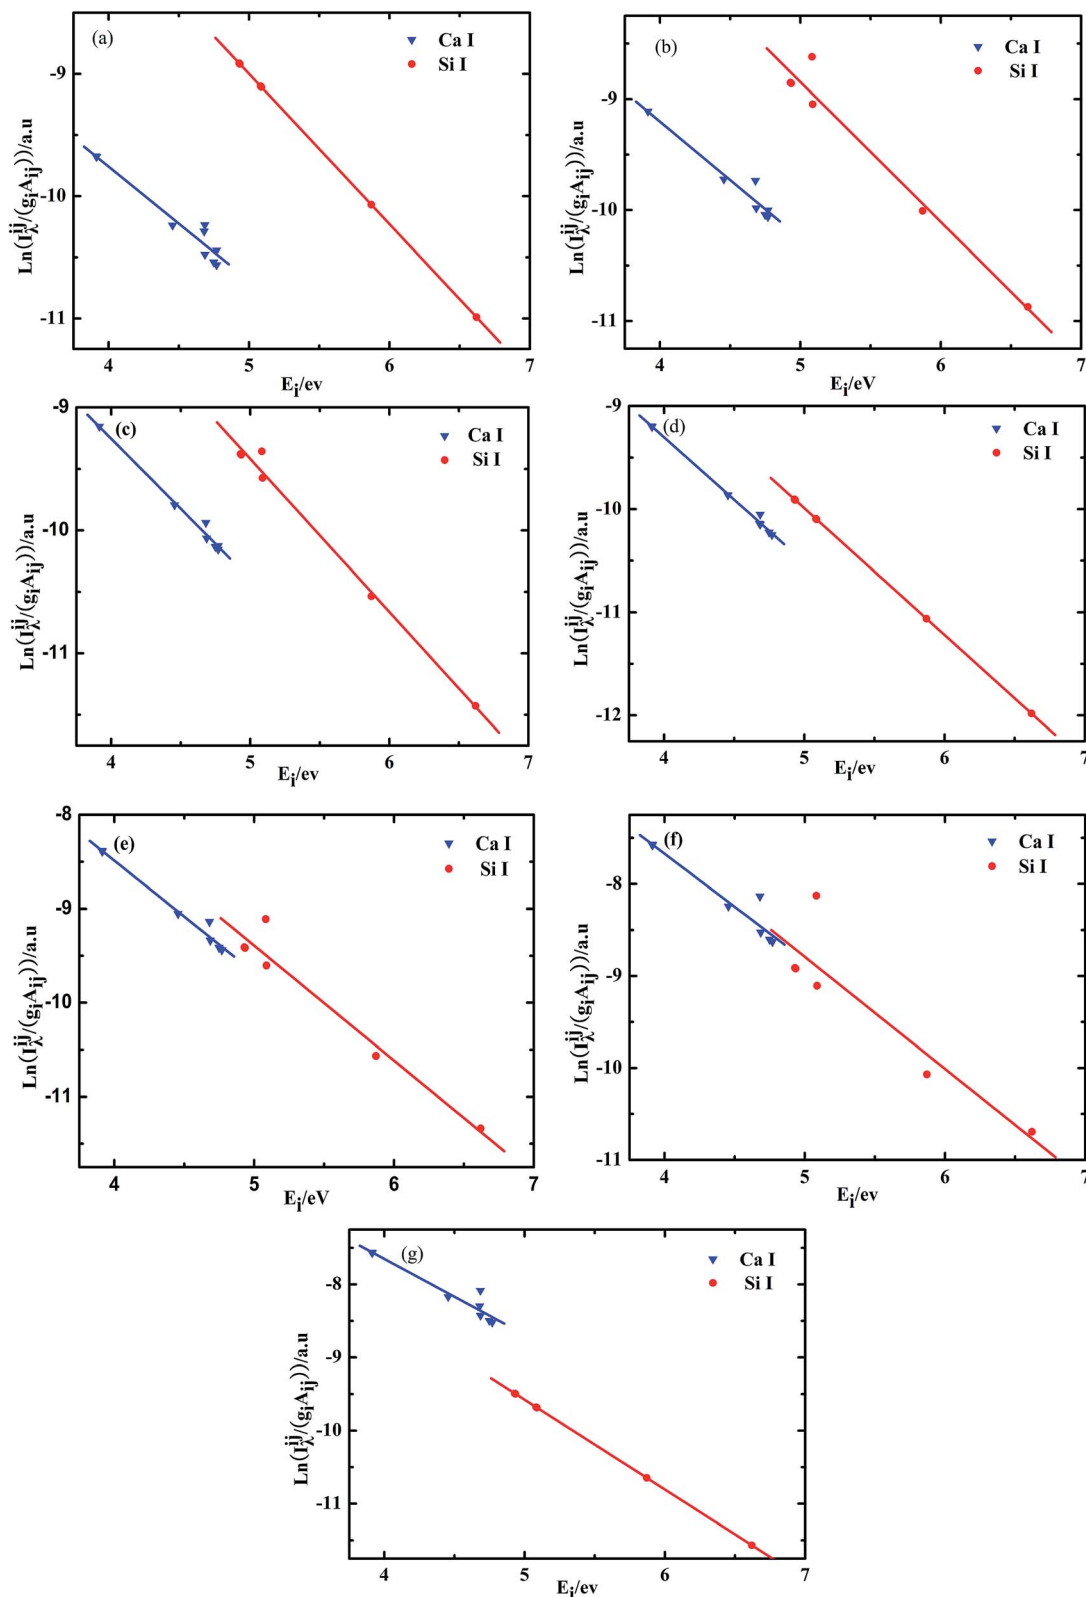 (a)
Ca I
Si I
-9
-10
-11
Ln(I_λ^ij/(g_iA_ij))/a.u
4 5 6 7
E_i/ev
(b)
Ca I
Si I
-9
-10
-11
Ln(I_λ^ij/(g_iA_ij))/a.u
4 5 6 7
E_i/eV
(c)
Ca I
Si I
-9
-10
-11
Ln(I_λ^ij/(g_iA_ij))/a.u
4 5 6 7
E_i/ev
(d)
Ca I
Si I
-9
-10
-11
-12
Ln(I_λ^ij/(g_iA_ij))/a.u
4 5 6 7
E_i/ev
(e)
Ca I
Si I
-8
-9
-10
-11
Ln(I_λ^ij/(g_iA_ij))/a.u
4 5 6 7
E_i/eV
(f)
Ca I
Si I
-8
-9
-10
-11
Ln(I_λ^ij/(g_iA_ij))/a.u
4 5 6 7
E_i/ev
(g)
Ca I
Si I
-8
-9
-10
-11
Ln(I_λ^ij/(g_iA_ij))/a.u
4 5 6 7
E_i/ev